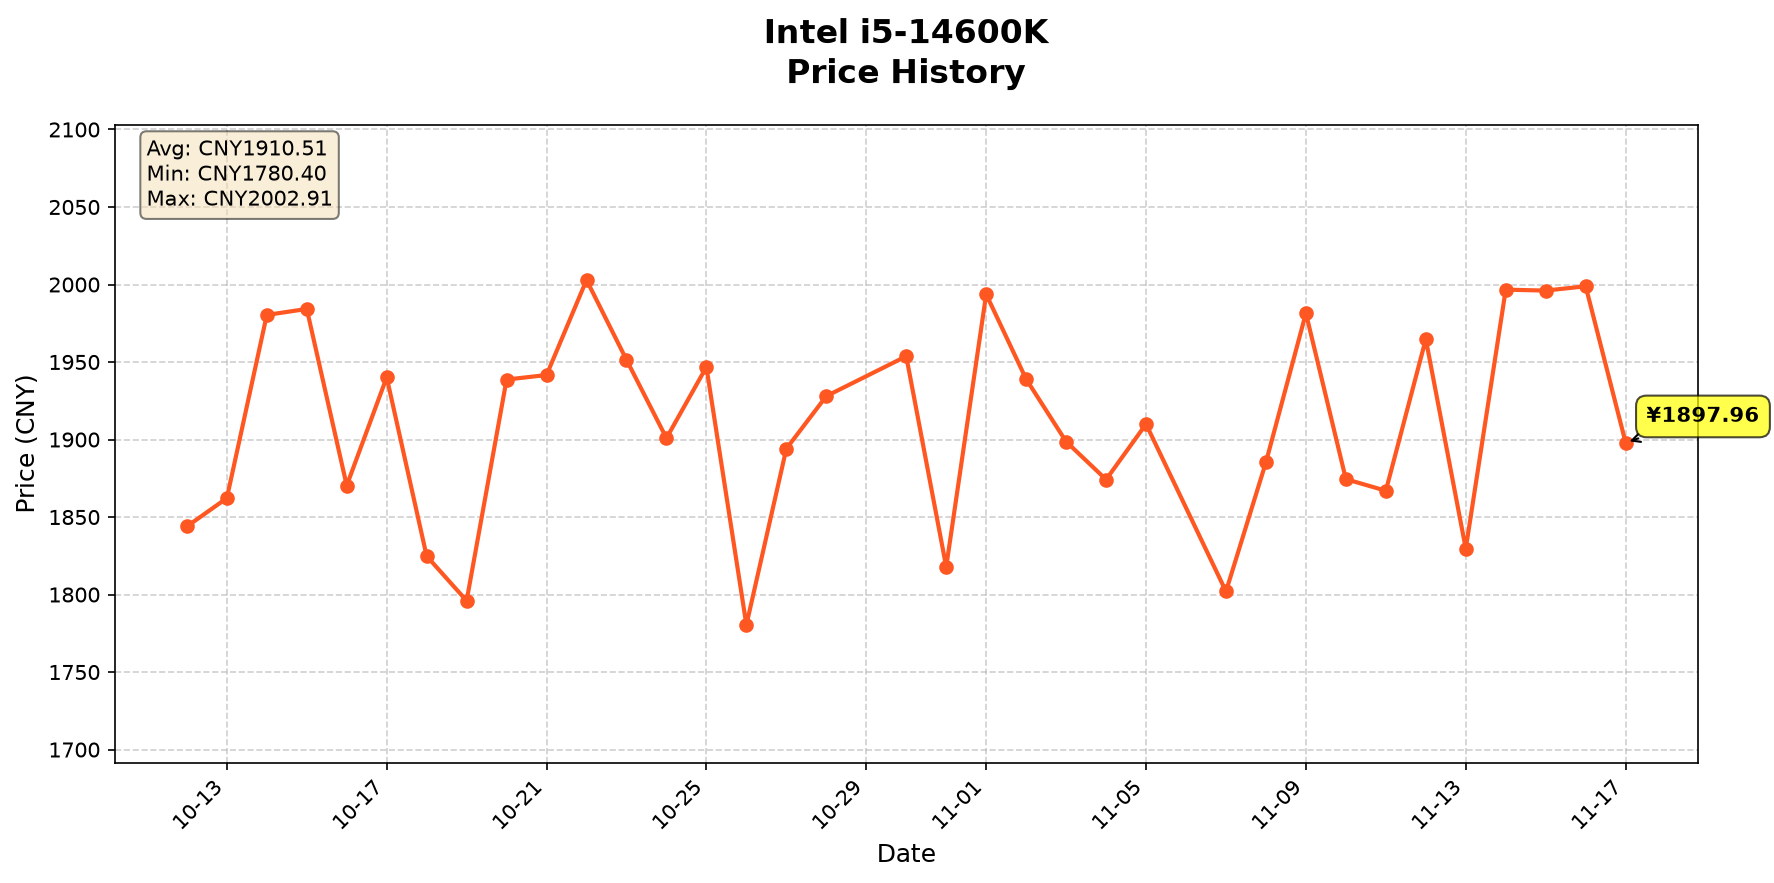 Intel i5-14600K
Price History
Avg: CNY1910.51
Min: CNY1780.40
Max: CNY2002.91
2100
2050
2000
1950
1900
1850
1800
1750
1700
Price (CNY)
¥1897.96
10-13
10-17
10-21
10-25
10-29
11-01
11-05
11-09
11-13
11-17
Date